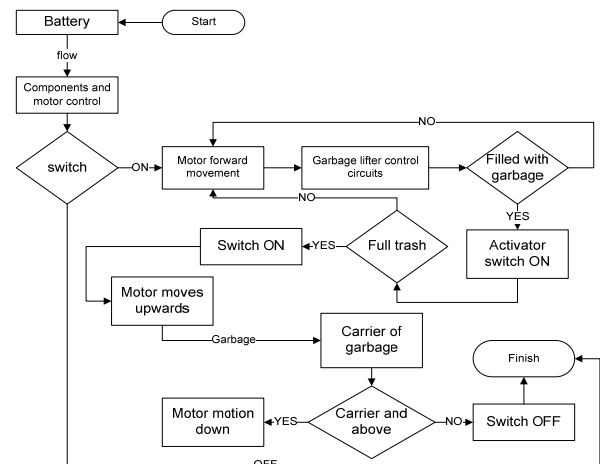 Battery
Start
flow
Components and
motor control
NO
switch
ON
Motor forward
movement
Garbage lifter control
circuits
Filled with
garbage
NO
YES
Switch ON
YES
Full trash
Activator
switch ON
Motor moves
upwards
Garbage
Carrier of
garbage
Finish
Motor motion
down
YES
Carrier and
above
NO
Switch OFF
OFF